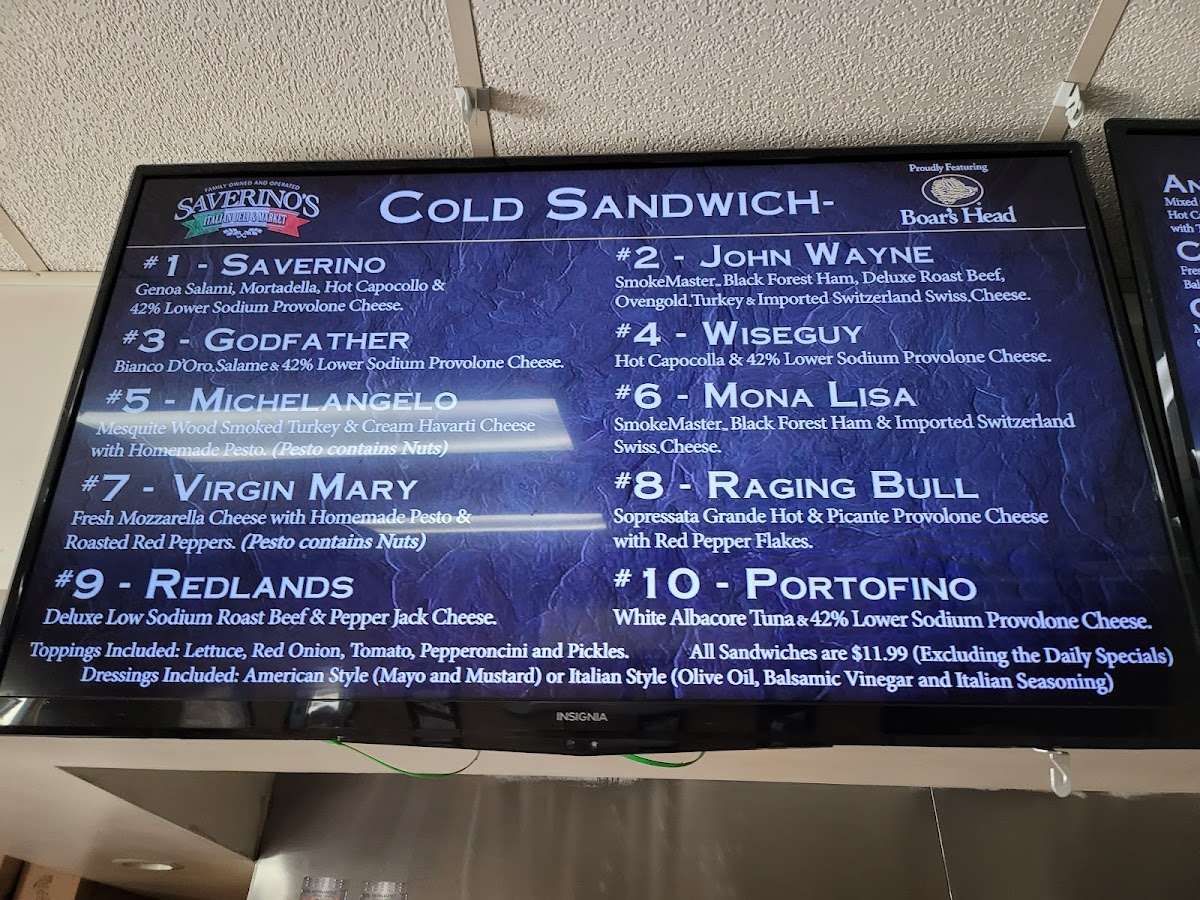 FAMILY OWNED AND OPERATED
SAVERINO'S
ITALIAN DELI & MARKET
COLD SANDWICH-
Proudly Featuring
Boar's Head
#1 - SAVERINO
Genoa Salami, Mortadella, Hot Capocollo &
42% Lower Sodium Provolone Cheese.
#2 - JOHN WAYNE
SmokeMaster Black Forest Ham, Deluxe Roast Beef,
Ovengold Turkey & Imported Switzerland Swiss Cheese.
#3 - GODFATHER
Bianco D'Oro Salame & 42% Lower Sodium Provolone Cheese.
#4 - WISEGUY
Hot Capocolla & 42% Lower Sodium Provolone Cheese.
#5 - MICHELANGELO
Mesquite Wood Smoked Turkey & Cream Havarti Cheese
with Homemade Pesto. (Pesto contains Nuts)
#6 - MONA LISA
SmokeMaster Black Forest Ham & Imported Switzerland
Swiss Cheese.
#7 - VIRGIN MARY
Fresh Mozzarella Cheese with Homemade Pesto &
Roasted Red Peppers. (Pesto contains Nuts)
#8 - RAGING BULL
Sopressata Grande Hot & Picante Provolone Cheese
with Red Pepper Flakes.
#9 - REDLANDS
Deluxe Low Sodium Roast Beef & Pepper Jack Cheese.
#10 - PORTOFINO
White Albacore Tuna & 42% Lower Sodium Provolone Cheese.
Toppings Included: Lettuce, Red Onion, Tomato, Pepperoncini and Pickles.
All Sandwiches are $11.99 (Excluding the Daily Specials)
Dressings Included: American Style (Mayo and Mustard) or Italian Style (Olive Oil, Balsamic Vinegar and Italian Seasoning)
INSIGNIA
Mixed
Hot C
with T